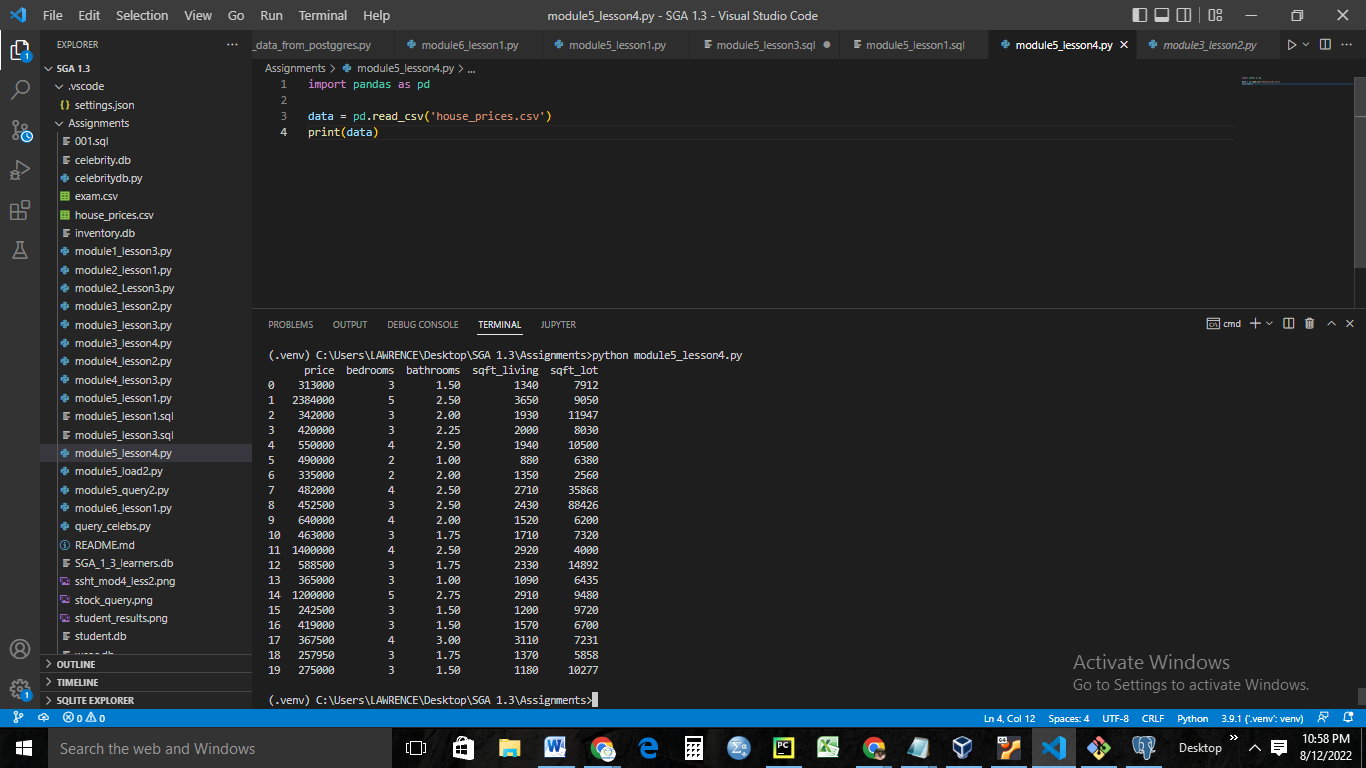 File Edit Selection View Go Run Terminal Help module5_lesson4.py - SGA 1.3 - Visual Studio Code
EXPLORER
_data_from_postggres.py module6_lesson1.py module5_lesson1.py module5_lesson3.sql module5_lesson1.sql module5_lesson4.py module3_lesson2.py
SGA 1.3
.vscode
settings.json
Assignments
001.sql
celebrity.db
celebritydb.py
exam.csv
house_prices.csv
inventory.db
module1_lesson3.py
module2_lesson1.py
module2_Lesson3.py
module3_lesson2.py
module3_lesson3.py
module3_lesson4.py
module4_lesson2.py
module4_lesson3.py
module5_lesson1.py
module5_lesson1.sql
module5_lesson3.sql
module5_lesson4.py
module5_load2.py
module5_query2.py
module6_lesson1.py
query_celebs.py
README.md
SGA_1_3_learners.db
ssht_mod4_less2.png
stock_query.png
student_results.png
student.db
OUTLINE
TIMELINE
SQLITE EXPLORER
Assignments > module5_lesson4.py > ...
1 import pandas as pd
2
3 data = pd.read_csv('house_prices.csv')
4 print(data)
PROBLEMS OUTPUT DEBUG CONSOLE TERMINAL JUPYTER cmd
(.venv) C:\Users\LAWRENCE\Desktop\SGA 1.3\Assignments>python module5_lesson4.py
price bedrooms bathrooms sqft_living sqft_lot
0 313000 3 1.50 1340 7912
1 2384000 5 2.50 3650 9050
2 342000 3 2.00 1930 11947
3 420000 3 2.25 2000 8030
4 550000 4 2.50 1940 10500
5 490000 2 1.00 880 6380
6 335000 2 2.00 1350 2560
7 482000 4 2.50 2710 35868
8 452500 3 2.50 2430 88426
9 640000 4 2.00 1520 6200
10 463000 3 1.75 1710 7320
11 1400000 4 2.50 2920 4000
12 588500 3 1.75 2330 14892
13 365000 3 1.00 1090 6435
14 1200000 5 2.75 2910 9480
15 242500 3 1.50 1200 9720
16 419000 3 1.50 1570 6700
17 367500 4 3.00 3110 7231
18 257950 3 1.75 1370 5858
19 275000 3 1.50 1180 10277
(.venv) C:\Users\LAWRENCE\Desktop\SGA 1.3\Assignments>
Activate Windows
Go to Settings to activate Windows.
0 0 Ln 4, Col 12 Spaces: 4 UTF-8 CRLF Python 3.9.1 ('.venv': venv)
Search the web and Windows Desktop 10:58 PM
8/12/2022